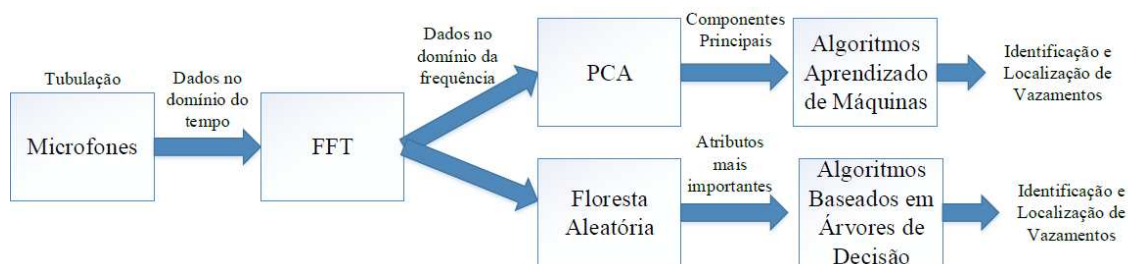 Tubulação
Microfones
Dados no
domínio do
tempo
FFT
Dados no
domínio da
frequência
PCA
Componentes
Principais
Algoritmos
Aprendizado
de Máquinas
Identificação e
Localização de
Vazamentos
Floresta
Aleatória
Atributos
mais
importantes
Algoritmos
Baseados em
Árvores de
Decisão
Identificação e
Localização de
Vazamentos